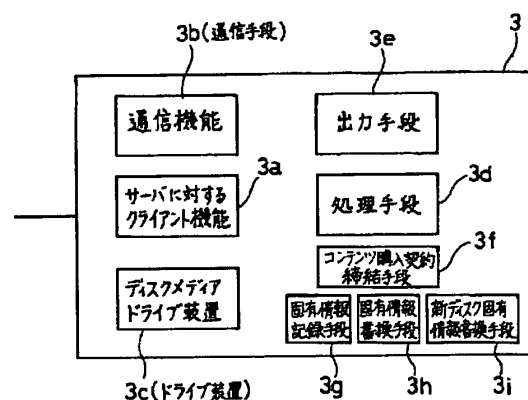 3b(通信手段)
3e
3
通信機能
出力手段
サーバに対する
クライアント機能
3a
処理手段
3d
コンテンツ購入契約
締結手段
3f
ディスクメディア
ドライブ装置
固有情報
記録手段
固有情報
書換手段
新ディスク固有
情報書換手段
3c(ドライブ装置)
3g
3h
3i